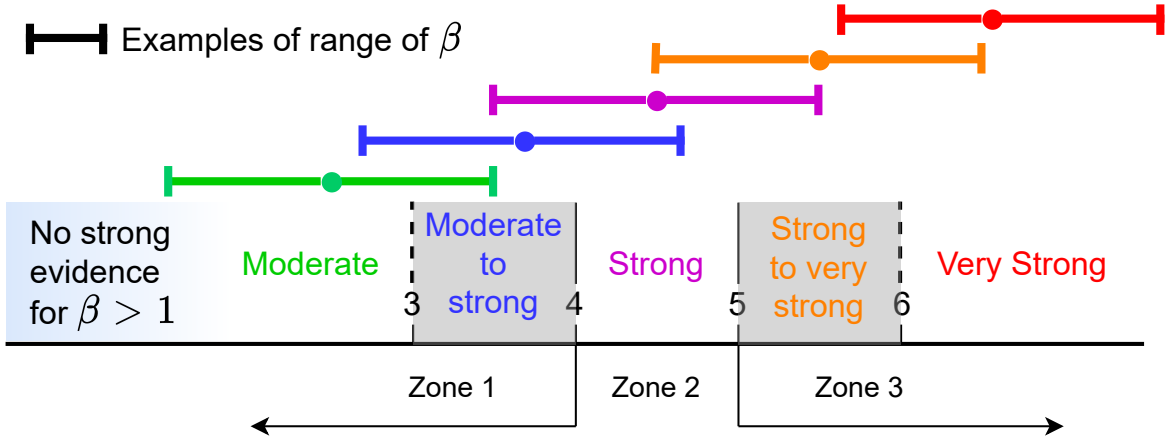 Examples of range of β
No strong
evidence
for β > 1
Moderate
Moderate
to
strong
Strong
Strong
to very
strong
Very Strong
3
4
5
6
Zone 1
Zone 2
Zone 3